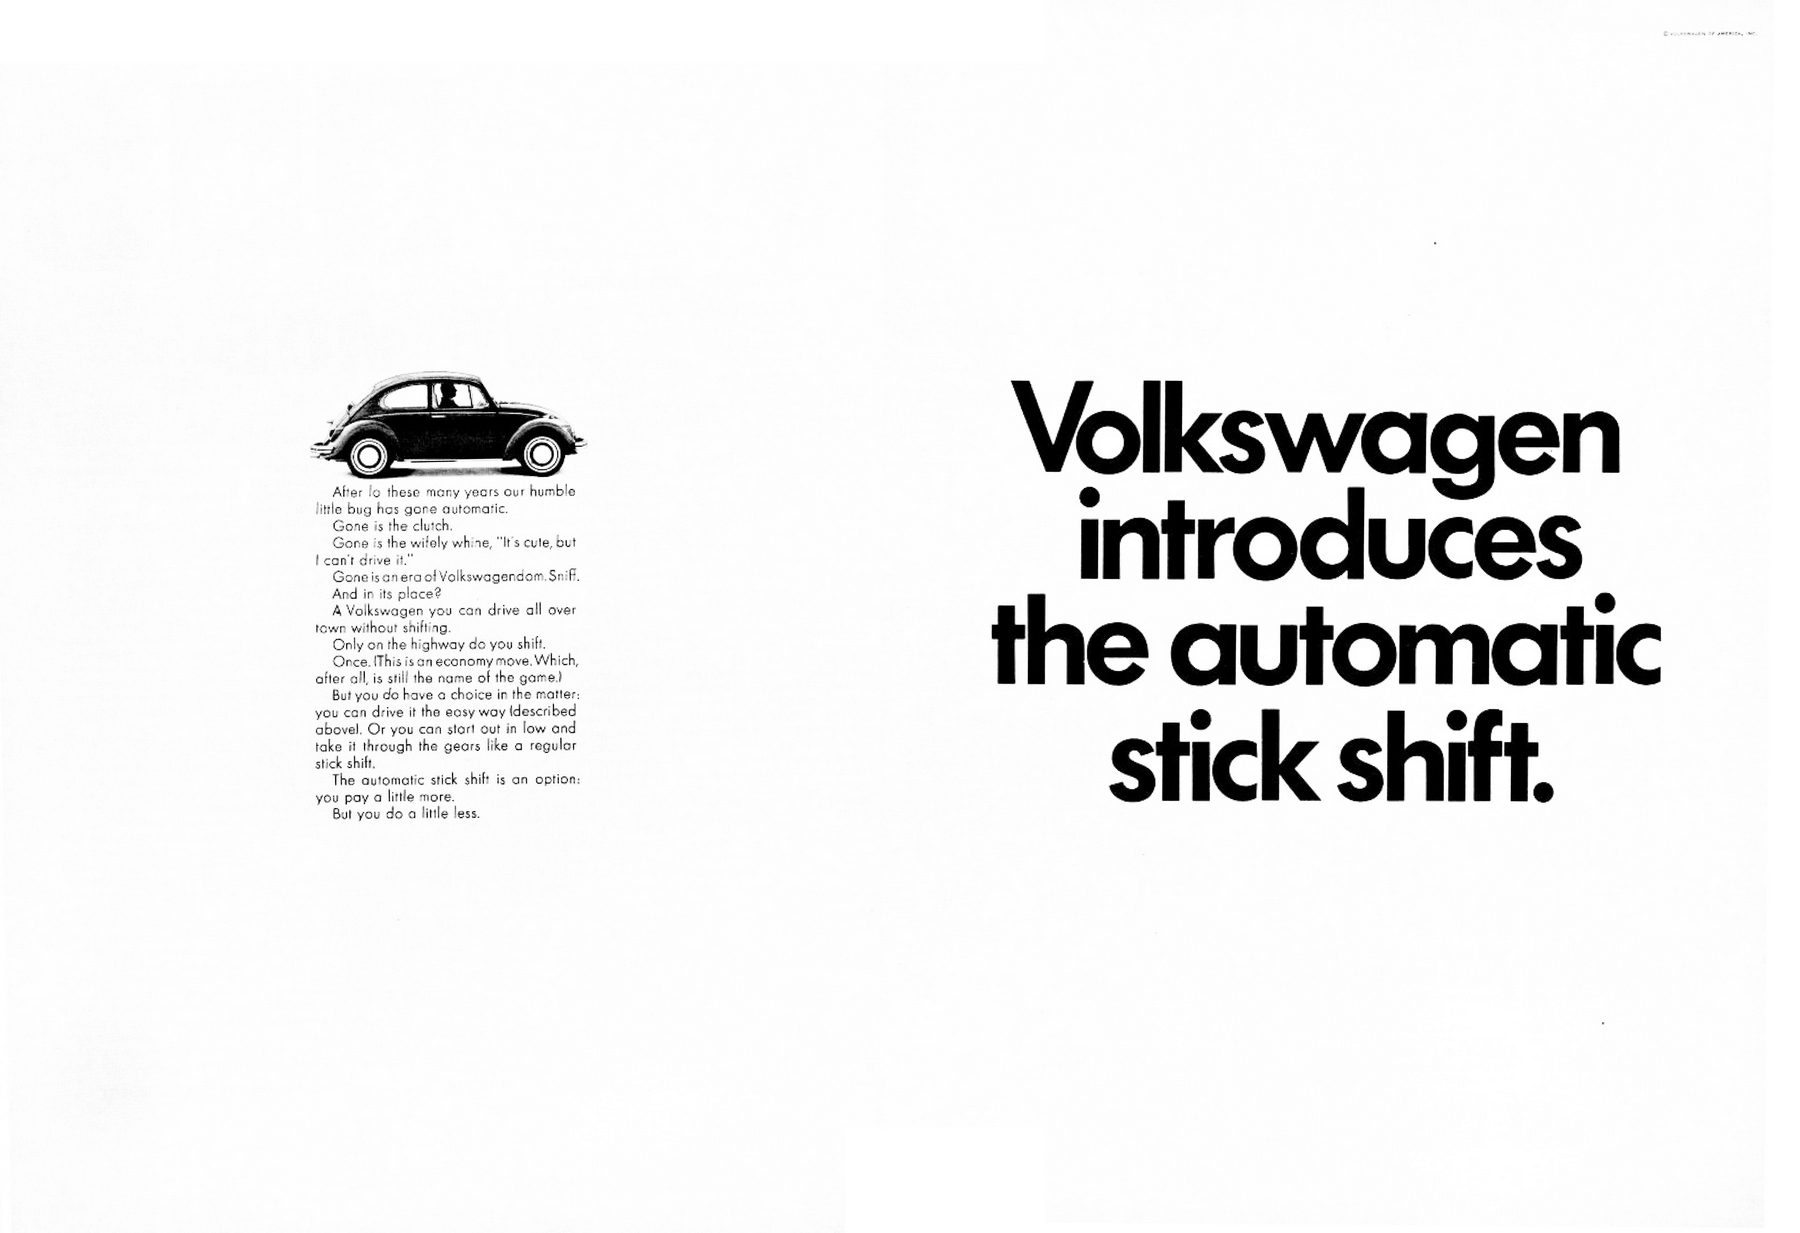 © VOLKSWAGEN OF AMERICA, INC.
After lo these many years our humble
little bug has gone automatic.
Gone is the clutch.
Gone is the wifely whine, "It's cute, but
I can't drive it."
Gone is an era of Volkswagendom. Sniff.
And in its place?
A Volkswagen you can drive all over
town without shifting.
Only on the highway do you shift.
Once. (This is an economy move. Which,
after all, is still the name of the game.)
But you do have a choice in the matter:
you can drive it the easy way (described
above). Or you can start out in low and
take it through the gears like a regular
stick shift.
The automatic stick shift is an option:
you pay a little more.
But you do a little less.
Volkswagen
introduces
the automatic
stick shift.